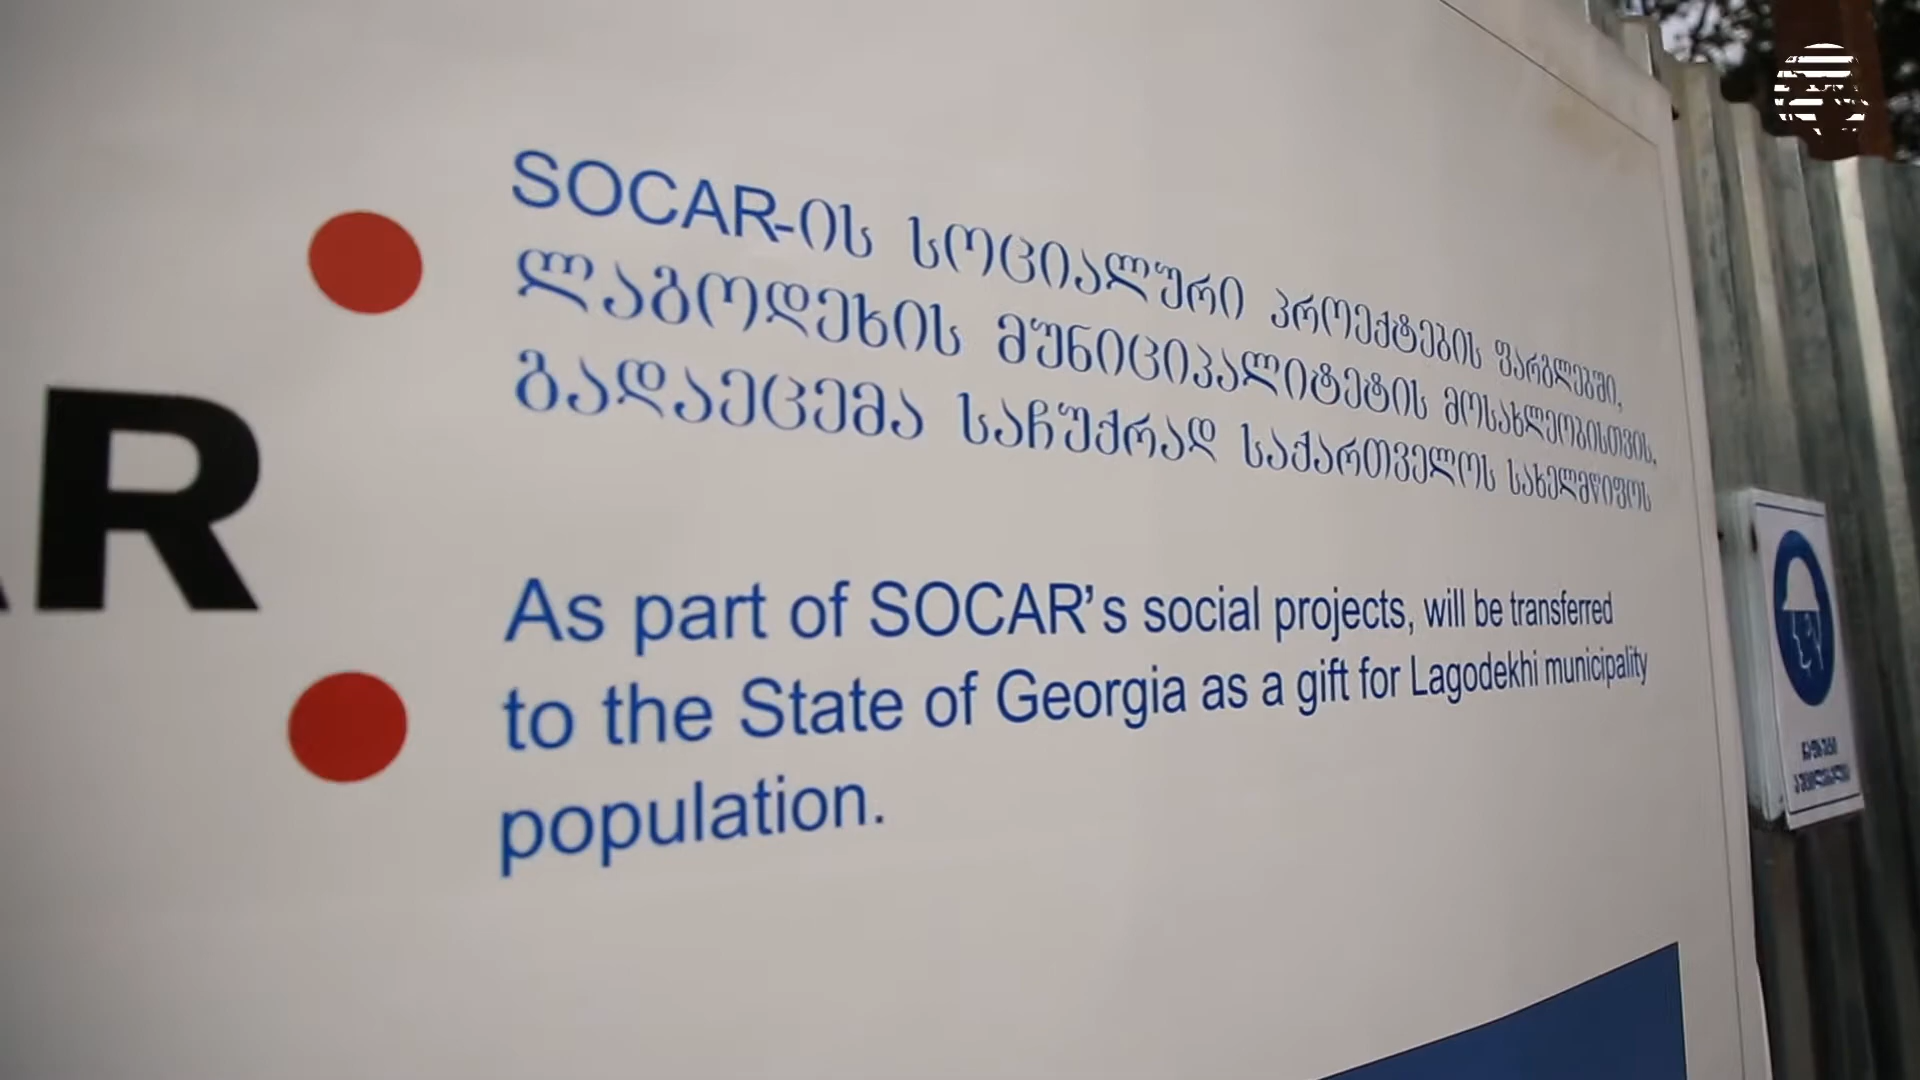 AR
SOCAR-ის სოციალური პროექტების ფარგლებში,
ლაგოდეხის მუნიციპალიტეტის მოსახლეობისთვის,
გადაეცემა საჩუქრად საქართველოს სახელმწიფოს
As part of SOCAR’s social projects, will be transferred
to the State of Georgia as a gift for Lagodekhi municipality
population.